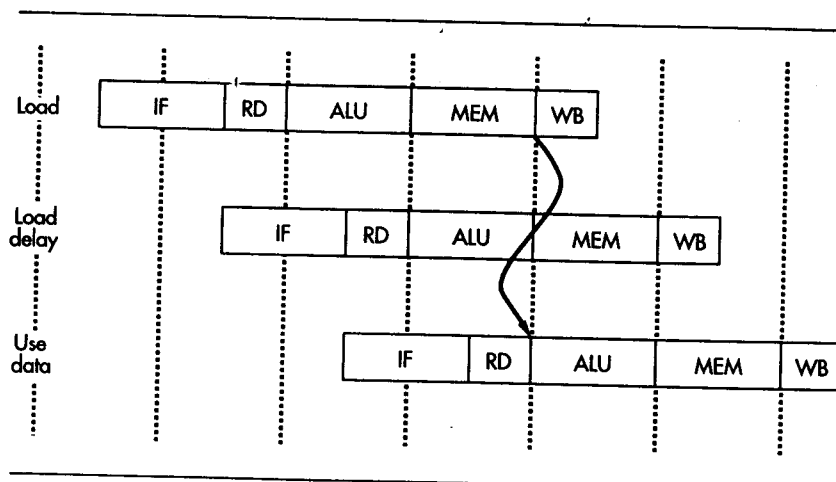 Load IF RD ALU MEM WB
Load
delay IF RD ALU MEM WB
Use
data IF RD ALU MEM WB